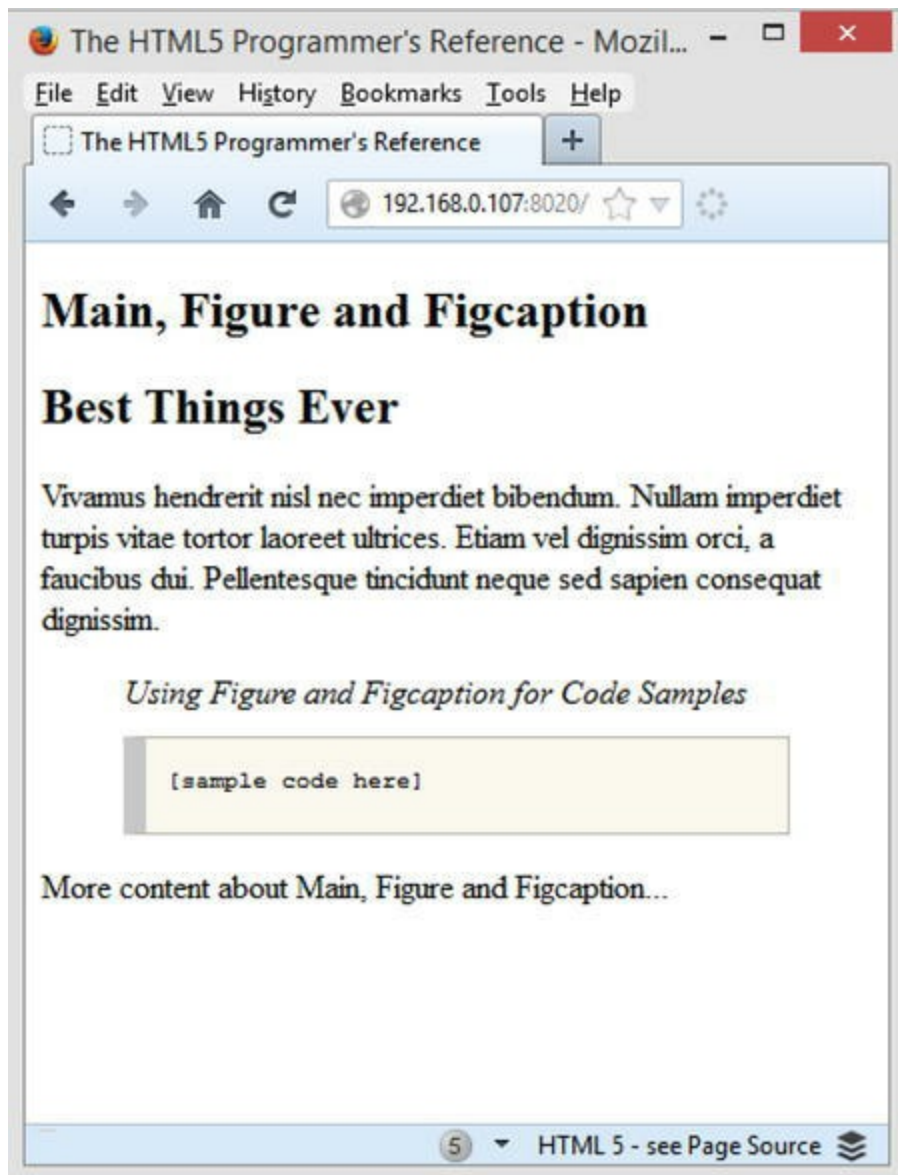 The HTML5 Programmer's Reference - Mozil...
File Edit View History Bookmarks Tools Help
The HTML5 Programmer's Reference
192.168.0.107:8020/
Main, Figure and Figcaption
Best Things Ever
Vivamus hendrerit nisl nec imperdiet bibendum. Nullam imperdiet
turpis vitae tortor laoreet ultrices. Etiam vel dignissim orci, a
faucibus dui. Pellentesque tincidunt neque sed sapien consequat
dignissim.
Using Figure and Figcaption for Code Samples
[sample code here]
More content about Main, Figure and Figcaption...
5 HTML 5 - see Page Source